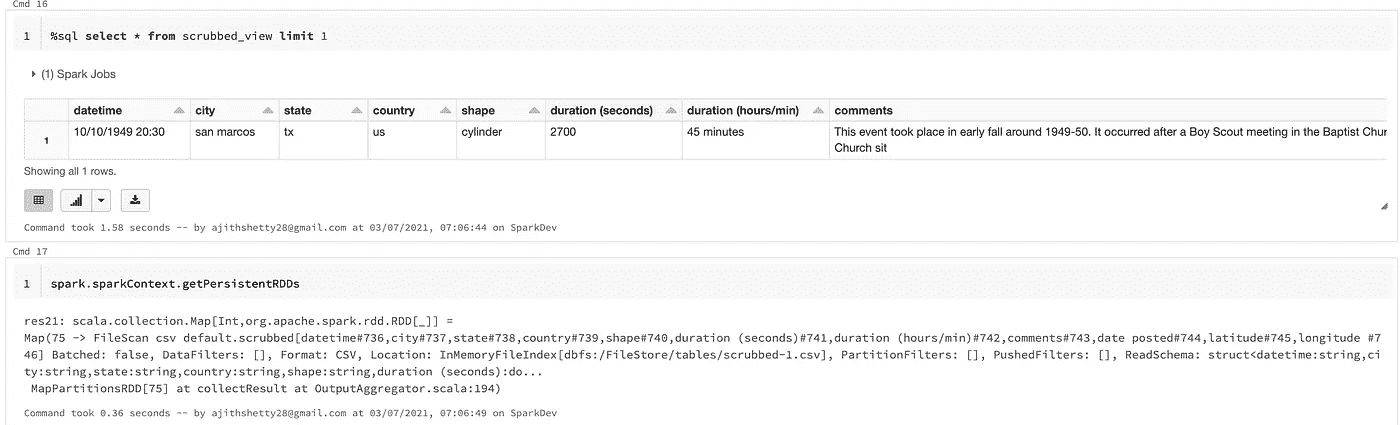 Cmd 16
1 %sql select * from scrubbed_view limit 1
(1) Spark Jobs
datetime city state country shape duration (seconds) duration (hours/min) comments
1 10/10/1949 20:30 san marcos tx us cylinder 2700 45 minutes This event took place in early fall around 1949-50. It occurred after a Boy Scout meeting in the Baptist Chur
Church sit
Showing all 1 rows.
Command took 1.58 seconds -- by ajithshetty28@gmail.com at 03/07/2021, 07:06:44 on SparkDev
Cmd 17
1 spark.sparkContext.getPersistentRDDs
res21: scala.collection.Map[Int,org.apache.spark.rdd.RDD[_]] =
Map(75 -> FileScan csv default.scrubbed[datetime#736,city#737,state#738,country#739,shape#740,duration (seconds)#741,duration (hours/min)#742,comments#743,date posted#744,latitude#745,longitude #7
46] Batched: false, DataFilters: [], Format: CSV, Location: InMemoryFileIndex[dbfs:/FileStore/tables/scrubbed-1.csv], PartitionFilters: [], PushedFilters: [], ReadSchema: struct<datetime:string,ci
ty:string,state:string,country:string,shape:string,duration (seconds):do...
MapPartitionsRDD[75] at collectResult at OutputAggregator.scala:194)
Command took 0.36 seconds -- by ajithshetty28@gmail.com at 03/07/2021, 07:06:49 on SparkDev